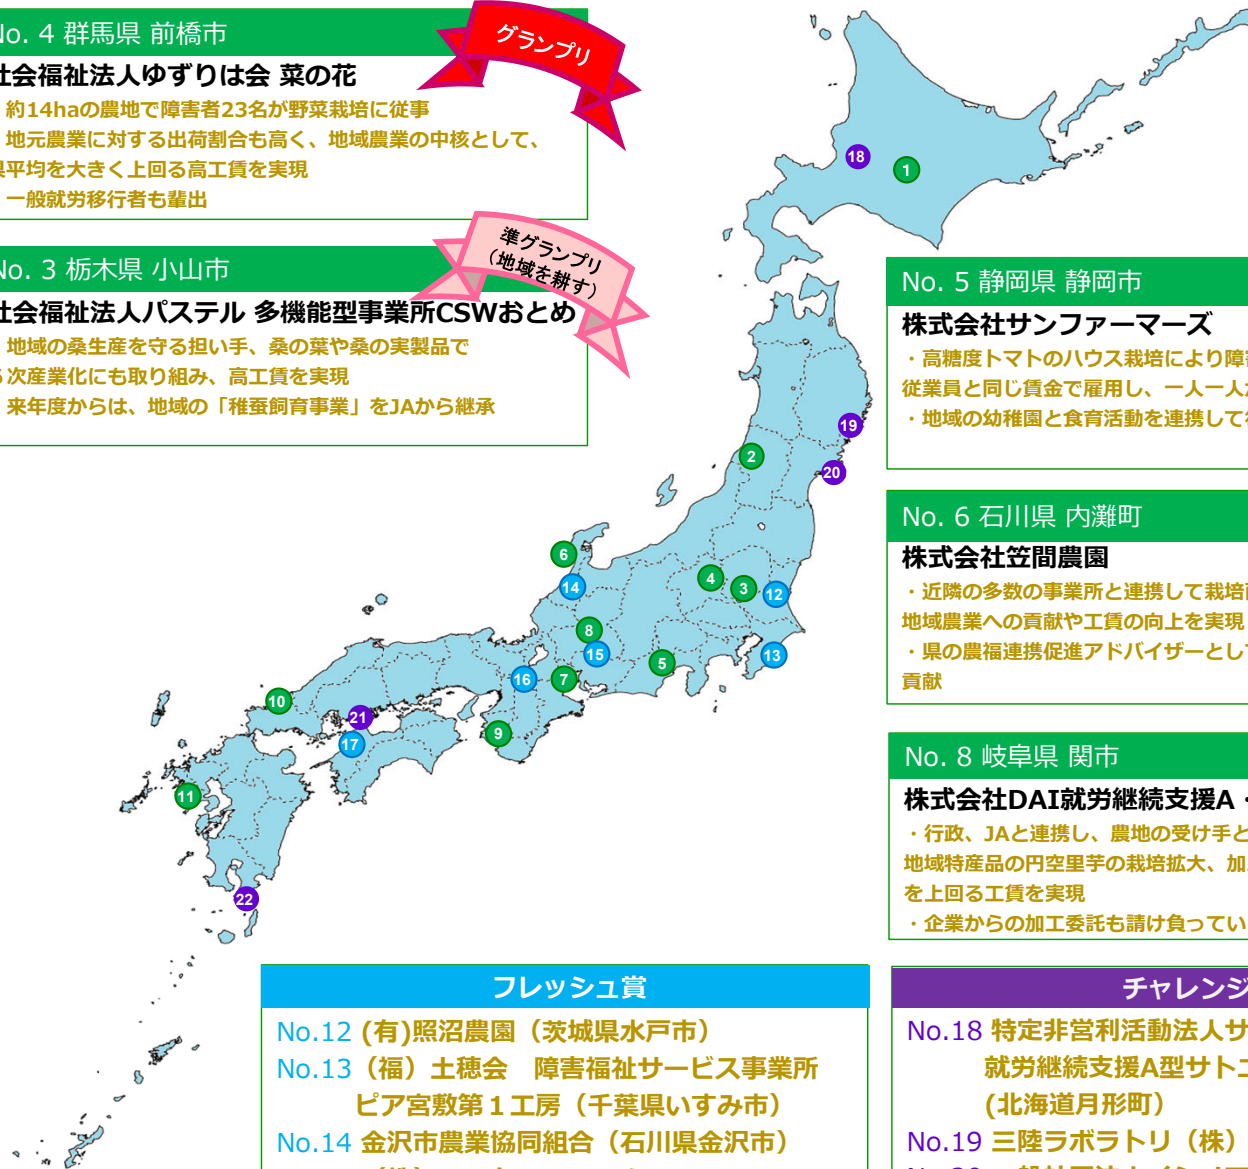 No. 4 群馬県 前橋市
グランプリ
社会福祉法人ゆずりは会 菜の花
約14haの農地で障害者23名が野菜栽培に従事
地元農業に対する出荷割合も高く、地域農業の中核として、
県平均を大きく上回る高工賃を実現
一般就労移行者も輩出
No. 3 栃木県 小山市
準グランプリ
（地域を耕す）
社会福祉法人パステル 多機能型事業所CSWおとめ
地域の桑生産を守る担い手、桑の葉や桑の実製品で
６次産業化にも取り組み、高工賃を実現
来年度からは、地域の「稚蚕飼育事業」をJAから継承
18
1
19
2
20
6
14
4
3
12
8
15
5
13
16
7
10
21
17
9
11
22
No. 5 静岡県 静岡市
株式会社サンファーマーズ
・高糖度トマトのハウス栽培により障
従業員と同じ賃金で雇用し、一人一人
・地域の幼稚園と食育活動を連携して
No. 6 石川県 内灘町
株式会社笠間農園
・近隣の多数の事業所と連携して栽培
地域農業への貢献や工賃の向上を実現
・県の農福連携促進アドバイザーとし
貢献
No. 8 岐阜県 関市
株式会社DAI就労継続支援A・
・行政、JAと連携し、農地の受け手と
地域特産品の円空里芋の栽培拡大、加
を上回る工賃を実現
・企業からの加工委託も請け負ってい
フレッシュ賞
No.12 (有)照沼農園（茨城県水戸市）
No.13（福）土穂会　障害福祉サービス事業所
ピア宮敷第１工房（千葉県いすみ市）
No.14 金沢市農業協同組合（石川県金沢市）
チャレンジ
No.18 特定非営利活動法人サ
就労継続支援A型サトニ
(北海道月形町）
No.19 三陸ラボラトリ（株）